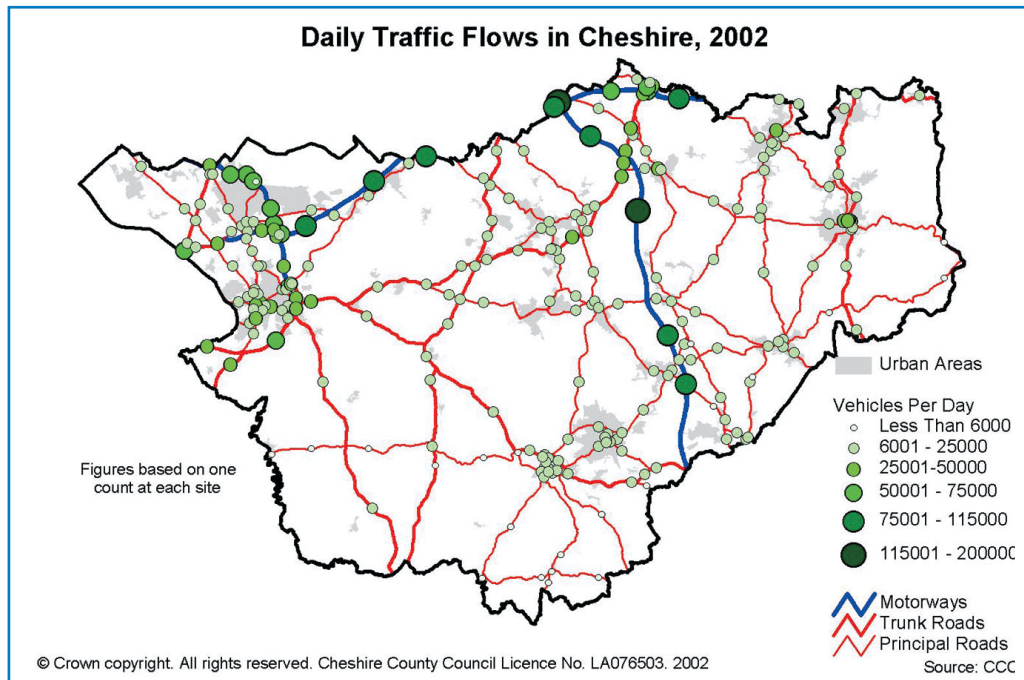 Daily Traffic Flows in Cheshire, 2002
Urban Areas
Vehicles Per Day
Less Than 6000
6001 - 25000
25001-50000
50001 - 75000
75001 - 115000
115001 - 200000
Figures based on one
count at each site
Motorways
Trunk Roads
Principal Roads
© Crown copyright. All rights reserved. Cheshire County Council Licence No. LA076503. 2002
Source: CCC